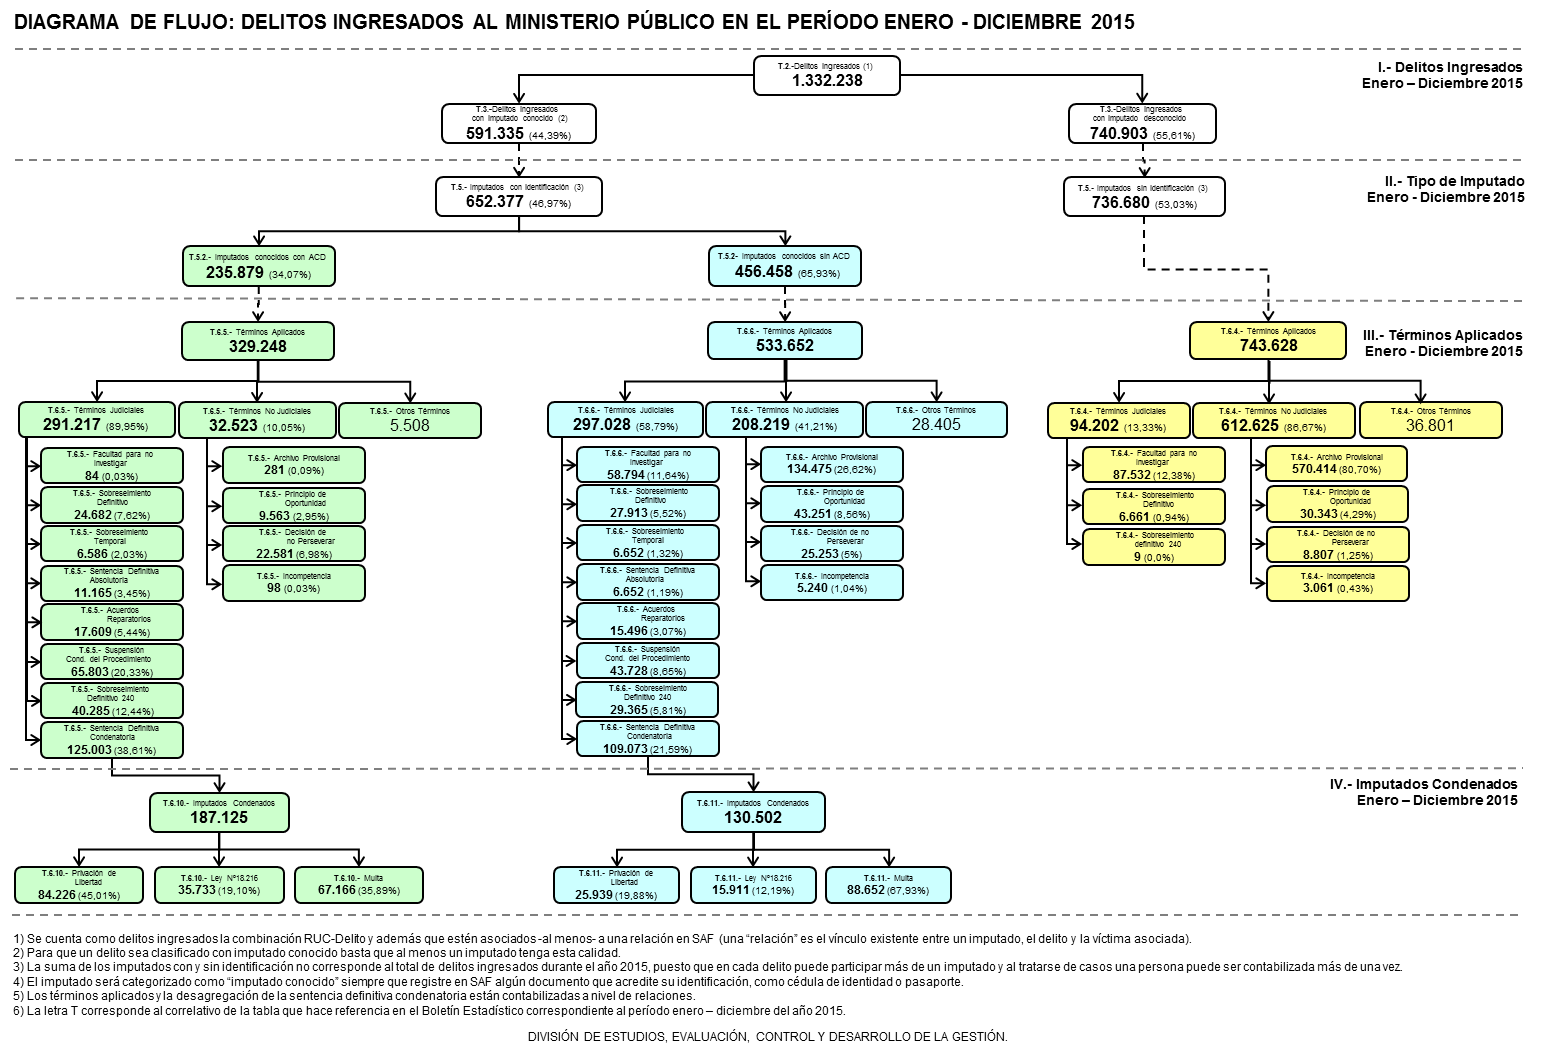 DIAGRAMA DE FLUJO: DELITOS INGRESADOS AL MINISTERIO PÚBLICO EN EL PERÍODO ENERO - DICIEMBRE 2015
T.2.-Delitos Ingresados (1)
1.332.238
I.- Delitos Ingresados
Enero – Diciembre 2015
T.3.-Delitos Ingresados
con Imputado conocido (2)
591.335 (44,39%)
T.3.-Delitos Ingresados
con Imputado desconocido
740.903 (55,61%)
T.5.- Imputados con Identificación (3)
652.377 (46,97%)
T.5.- Imputados sin Identificación (3)
736.680 (53,03%)
II.- Tipo de Imputado
Enero - Diciembre 2015
T.5.2.- Imputados conocidos con ACD
235.879 (34,07%)
T.5.2- Imputados conocidos sin ACD
456.458 (65,93%)
T.6.5.- Términos Aplicados
329.248
T.6.6.- Términos Aplicados
533.652
T.6.4.- Términos Aplicados
743.628
III.- Términos Aplicados
Enero - Diciembre 2015
T.6.5.- Términos Judiciales
291.217 (89,95%)
T.6.5.- Términos No Judiciales
32.523 (10,05%)
T.6.5.- Otros Términos
5.508
T.6.6.- Términos Judiciales
297.028 (58,79%)
T.6.6.- Términos No Judiciales
208.219 (41,21%)
T.6.6.- Otros Términos
28.405
T.6.4.- Términos Judiciales
94.202 (13,33%)
T.6.4.- Términos No Judiciales
612.625 (86,67%)
T.6.4.- Otros Términos
36.801
T.6.5.- Facultad para no
Investigar
84 (0,03%)
T.6.5.- Sobreseimiento
Definitivo
24.682 (7,62%)
T.6.5.- Sobreseimiento
Temporal
6.586 (2,03%)
T.6.5.- Sentencia Definitiva
Absolutoria
11.165 (3,45%)
T.6.5.- Acuerdos
Reparatorios
17.609 (5,44%)
T.6.5.- Suspensión
Cond. del Procedimiento
65.803 (20,33%)
T.6.5.- Sobreseimiento
Definitivo 240
40.285 (12,44%)
T.6.5.- Sentencia Definitiva
Condenatoria
125.003 (38,61%)
T.6.5.- Archivo Provisional
281 (0,09%)
T.6.5.- Principio de
Oportunidad
9.563 (2,95%)
T.6.5.- Decisión de
no Perseverar
22.581 (6,98%)
T.6.5.- Incompetencia
98 (0,03%)
T.6.6.- Facultad para no
Investigar
58.794 (11,64%)
T.6.6.- Sobreseimiento
Definitivo
27.913 (5,52%)
T.6.6.- Sobreseimiento
Temporal
6.652 (1,32%)
T.6.6.- Sentencia Definitiva
Absolutoria
6.652 (1,19%)
T.6.6.- Acuerdos
Reparatorios
15.496 (3,07%)
T.6.6.- Suspensión
Cond. del Procedimiento
43.728 (8,65%)
T.6.6.- Sobreseimiento
Definitivo 240
29.365 (5,81%)
T.6.6.- Sentencia Definitiva
Condenatoria
109.073 (21,59%)
T.6.6.- Archivo Provisional
134.475 (26,62%)
T.6.6.- Principio de
Oportunidad
43.251 (8,56%)
T.6.6.- Decisión de
no Perseverar
25.253 (5%)
T.6.6.- Incompetencia
5.240 (1,04%)
T.6.4.- Facultad para no
Investigar
87.532 (12,38%)
T.6.4.- Sobreseimiento
Definitivo
6.661 (0,94%)
T.6.4.- Sobreseimiento
definitivo 240
9 (0,0%)
T.6.4.- Archivo Provisional
570.414 (80,70%)
T.6.4.- Principio de
Oportunidad
30.343 (4,29%)
T.6.4.- Decisión de no
Perseverar
8.807 (1,25%)
T.6.4.- Incompetencia
3.061 (0,43%)
IV.- Imputados Condenados
Enero – Diciembre 2015
T.6.10.- Imputados Condenados
187.125
T.6.11.- Imputados Condenados
130.502
T.6.10.- Privación de
Libertad
84.226 (45,01%)
T.6.10.- Ley Nº18.216
35.733 (19,10%)
T.6.10.- Multa
67.166 (35,89%)
T.6.11.- Privación de
Libertad
25.939 (19,88%)
T.6.11.- Ley Nº18.216
15.911 (12,19%)
T.6.11.- Multa
88.652 (67,93%)
1) Se cuenta como delitos ingresados la combinación RUC-Delito y además que estén asociados -al menos- a una relación en SAF (una “relación” es el vínculo existente entre un imputado, el delito y la víctima asociada).
2) Para que un delito sea clasificado con imputado conocido basta que al menos un imputado tenga esta calidad.
3) La suma de los imputados con y sin identificación no corresponde al total de delitos ingresados durante el año 2015, puesto que en cada delito puede participar más de un imputado y al tratarse de casos una persona puede ser contabilizada más de una vez.
4) El imputado será categorizado como “imputado conocido” siempre que registre en SAF algún documento que acredite su identificación, como cédula de identidad o pasaporte.
5) Los términos aplicados y la desagregación de la sentencia definitiva condenatoria están contabilizadas a nivel de relaciones.
6) La letra T corresponde al correlativo de la tabla que hace referencia en el Boletín Estadístico correspondiente al período enero – diciembre del año 2015.
DIVISIÓN DE ESTUDIOS, EVALUACIÓN, CONTROL Y DESARROLLO DE LA GESTIÓN.